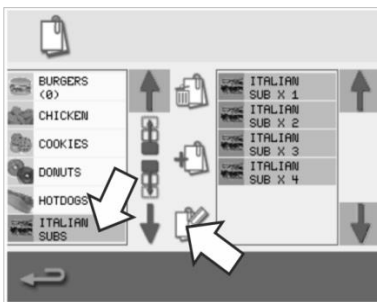 BURGERS
(0)
CHICKEN
COOKIES
DONUTS
HOTDOGS
ITALIAN
SUBS
ITALIAN
SUB X 1
ITALIAN
SUB X 2
ITALIAN
SUB X 3
ITALIAN
SUB X 4